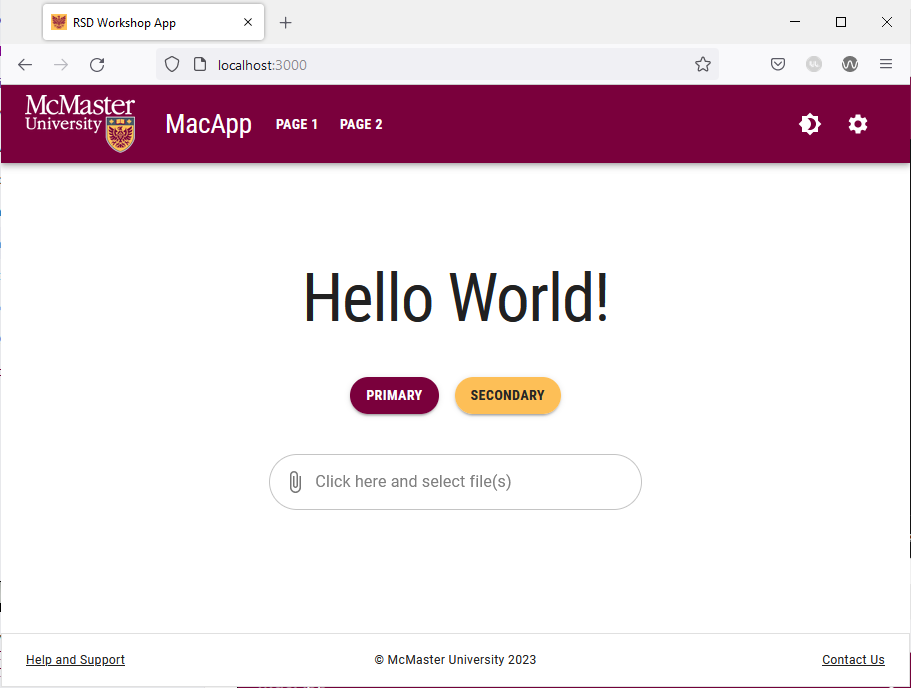 RSD Workshop App
localhost:3000
McMaster
University
MacApp PAGE 1 PAGE 2
Hello World!
PRIMARY SECONDARY
Click here and select file(s)
Help and Support © McMaster University 2023 Contact Us